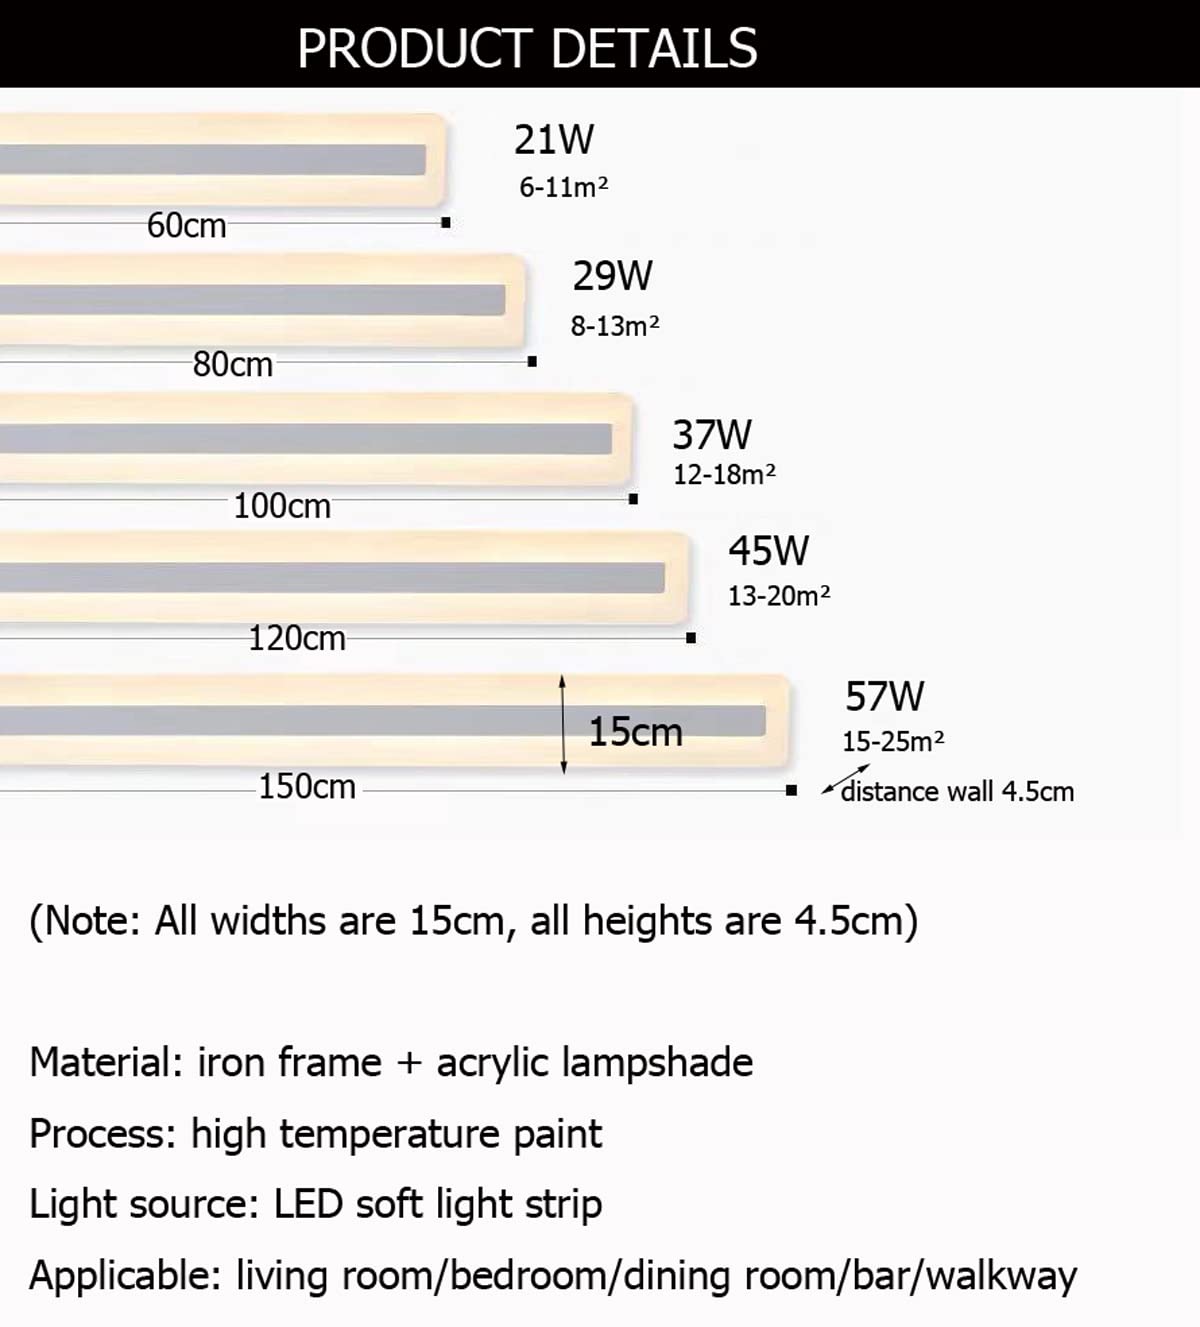 PRODUCT DETAILS
21W
6-11m²
60cm
29W
8-13m²
80cm
37W
12-18m²
100cm
45W
13-20m²
120cm
57W
15cm
15-25m²
150cm
distance wall 4.5cm
(Note: All widths are 15cm, all heights are 4.5cm)
Material: iron frame + acrylic lampshade
Process: high temperature paint
Light source: LED soft light strip
Applicable: living room/bedroom/dining room/bar/walkway